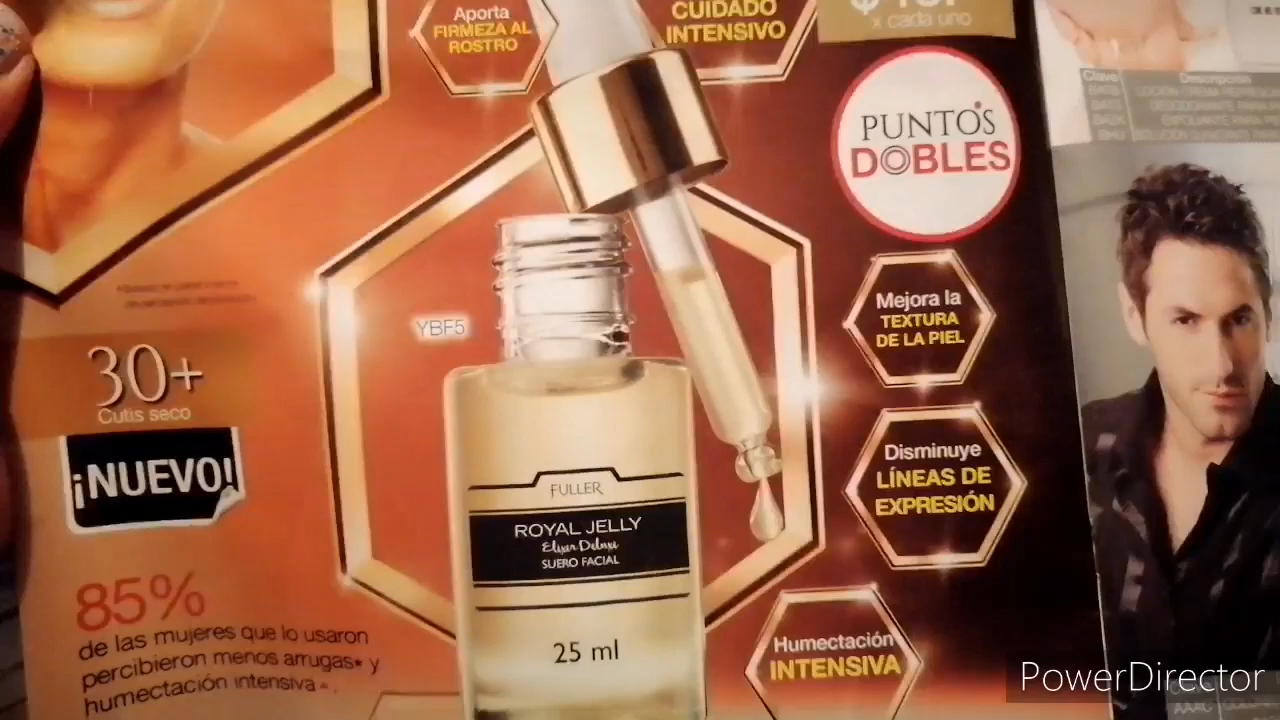 Aporta
FIRMEZA AL
ROSTRO
CUIDADO
INTENSIVO
x cada uno
PUNTOS
DOBLES
Clave
Descripción
YBF5
Mejora la
TEXTURA
DE LA PIEL
30+
Cutis seco
¡NUEVO!
Disminuye
LÍNEAS DE
EXPRESIÓN
FULLER
ROYAL JELLY
Elixir Deluxe
SUERO FACIAL
25 ml
85%
de las mujeres que lo usaron
percibieron menos arrugas* y
humectación intensiva
Humectación
INTENSIVA
PowerDirector